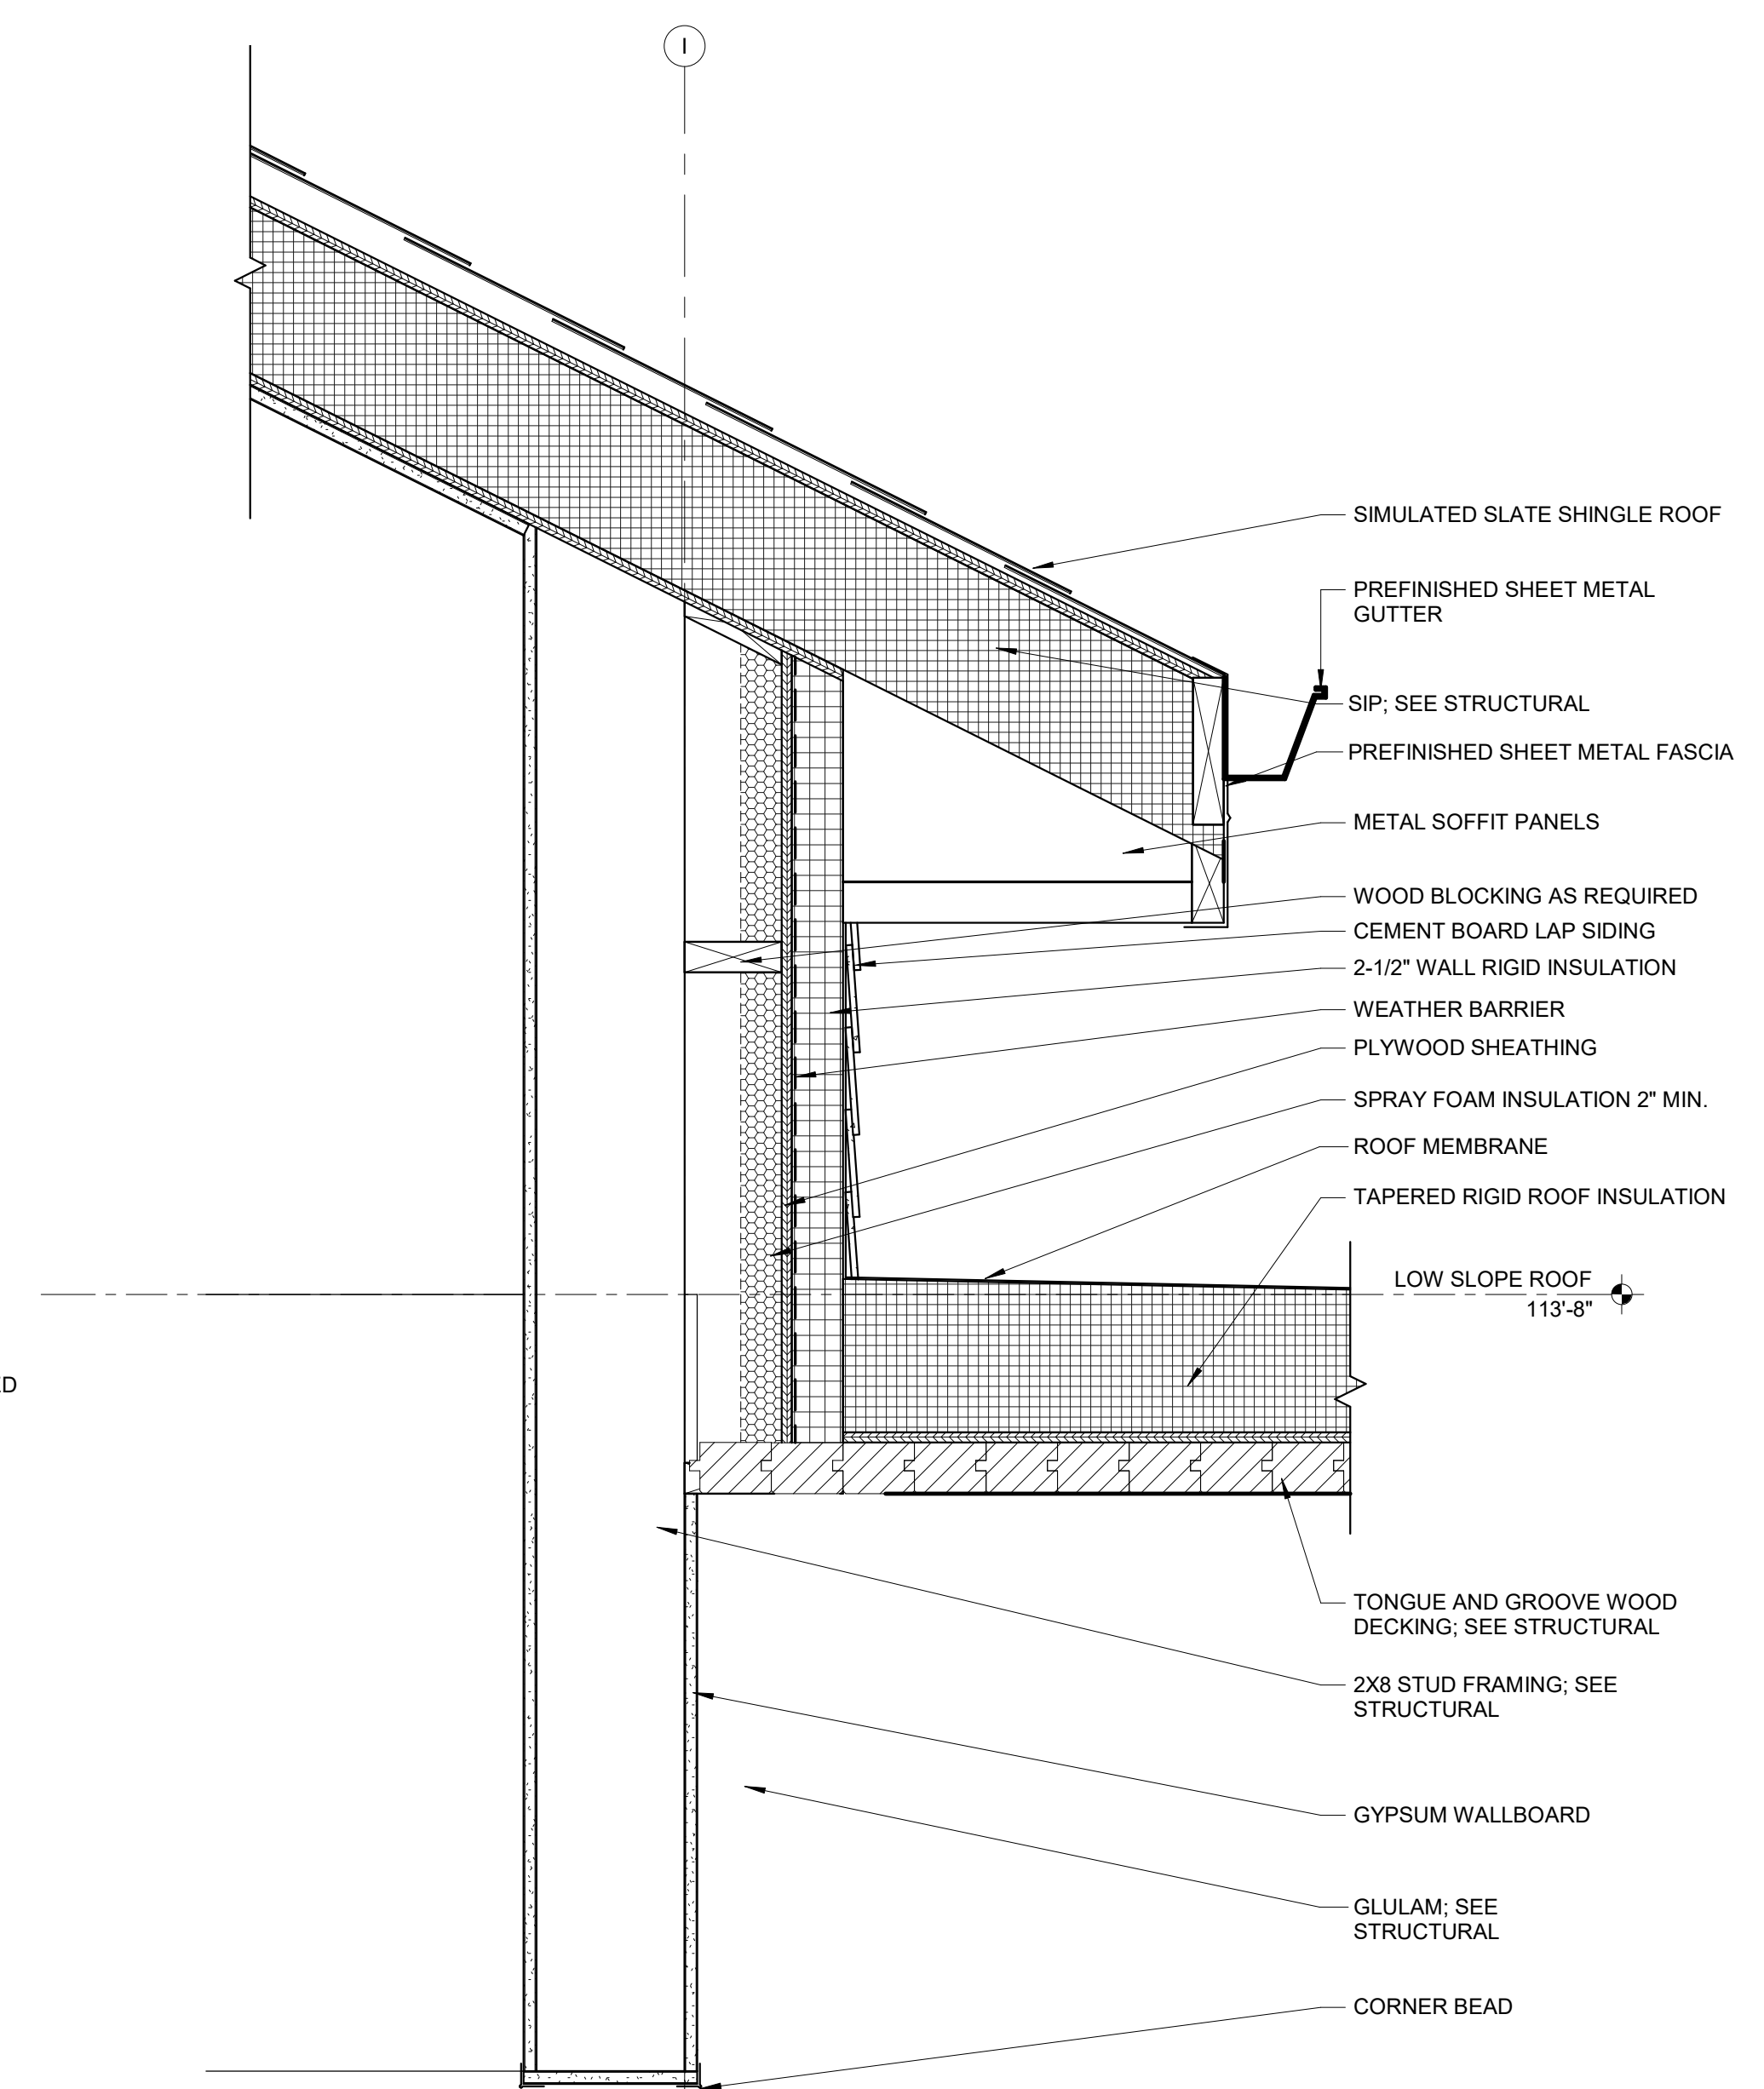 I
SIMULATED SLATE SHINGLE ROOF
PREFINISHED SHEET METAL
GUTTER
SIP; SEE STRUCTURAL
PREFINISHED SHEET METAL FASCIA
METAL SOFFIT PANELS
WOOD BLOCKING AS REQUIRED
CEMENT BOARD LAP SIDING
2-1/2" WALL RIGID INSULATION
WEATHER BARRIER
PLYWOOD SHEATHING
SPRAY FOAM INSULATION 2" MIN.
ROOF MEMBRANE
TAPERED RIGID ROOF INSULATION
LOW SLOPE ROOF
113'-8"
ED
TONGUE AND GROOVE WOOD
DECKING; SEE STRUCTURAL
2X8 STUD FRAMING; SEE
STRUCTURAL
GYPSUM WALLBOARD
GLULAM; SEE
STRUCTURAL
CORNER BEAD